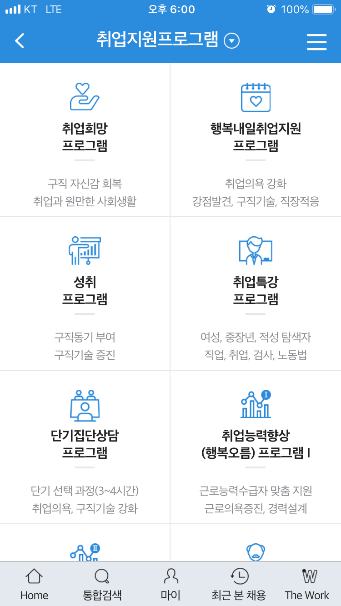 KT LTE 오후 6:00 100%
취업지원프로그램
취업희망
프로그램
구직 자신감 회복
취업과 원만한 사회생활
행복내일취업지원
프로그램
취업의욕 강화
강점발견, 구직기술, 직장적응
성취
프로그램
구직동기 부여
구직기술 증진
취업특강
프로그램
여성, 중장년, 적성 탐색자
직업, 취업, 검사, 노동법
단기집단상담
프로그램
단기 선택 과정(3~4시간)
취업의욕, 구직기술 강화
I
취업능력향상
(행복오름) 프로그램 I
근로능력수급자 맞춤 지원
근로의욕증진, 경력설계
II
Home 통합검색 마이 최근 본 채용 The Work